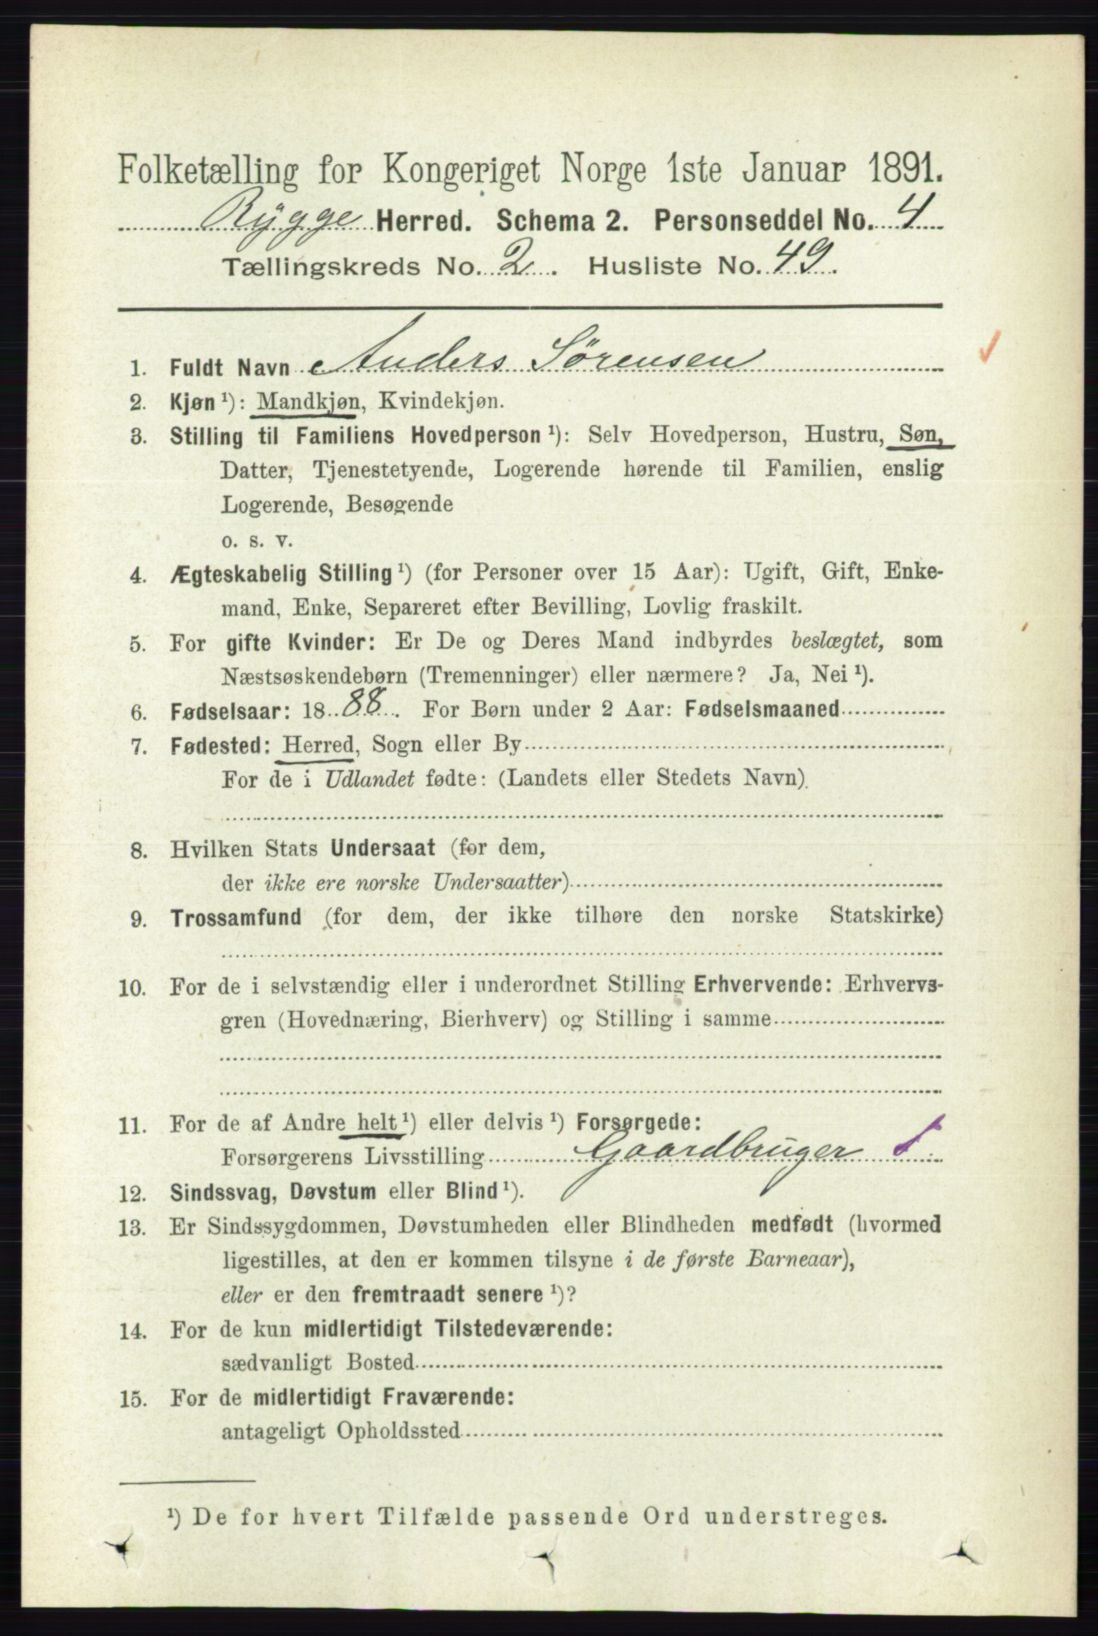 Folketælling for Kongeriget Norge 1ste Januar 1891.
Rygge Herred. Schema 2. Personseddel No. 4
Tællingskreds No. 2. Husliste No. 49.
1. Fuldt Navn Anders Sørensen
2. Kjøn ¹): Mandkjøn, Kvindekjøn.
3. Stilling til Familiens Hovedperson ¹): Selv Hovedperson, Hustru, Søn,
Datter, Tjenestetyende, Logerende hørende til Familien, enslig
Logerende, Besøgende
o. s. v.
4. Ægteskabelig Stilling ¹) (for Personer over 15 Aar): Ugift, Gift, Enke-
mand, Enke, Separeret efter Bevilling, Lovlig fraskilt.
5. For gifte Kvinder: Er De og Deres Mand indbyrdes beslægtet, som
Næstsøskendebørn (Tremenninger) eller nærmere? Ja, Nei ¹).
6. Fødselsaar: 1888. For Børn under 2 Aar: Fødselsmaaned
7. Fødested: Herred, Sogn eller By
For de i Udlandet fødte: (Landets eller Stedets Navn)
8. Hvilken Stats Undersaat (for dem,
der ikke ere norske Undersaatter)
9. Trossamfund (for dem, der ikke tilhøre den norske Statskirke)
10. For de i selvstændig eller i underordnet Stilling Erhvervende: Erhvervs-
gren (Hovednæring, Bierhverv) og Stilling i samme
11. For de af Andre helt ¹) eller delvis ¹) Forsørgede:
Forsørgerens Livsstilling Gaardbruger
12. Sindssvag, Døvstum eller Blind ¹).
13. Er Sindssygdommen, Døvstumheden eller Blindheden medfødt (hvormed
ligestilles, at den er kommen tilsyne i de første Barneaar),
eller er den fremtraadt senere ¹)?
14. For de kun midlertidigt Tilstedeværende:
sædvanligt Bosted
15. For de midlertidigt Fraværende:
antageligt Opholdssted
¹) De for hvert Tilfælde passende Ord understreges.